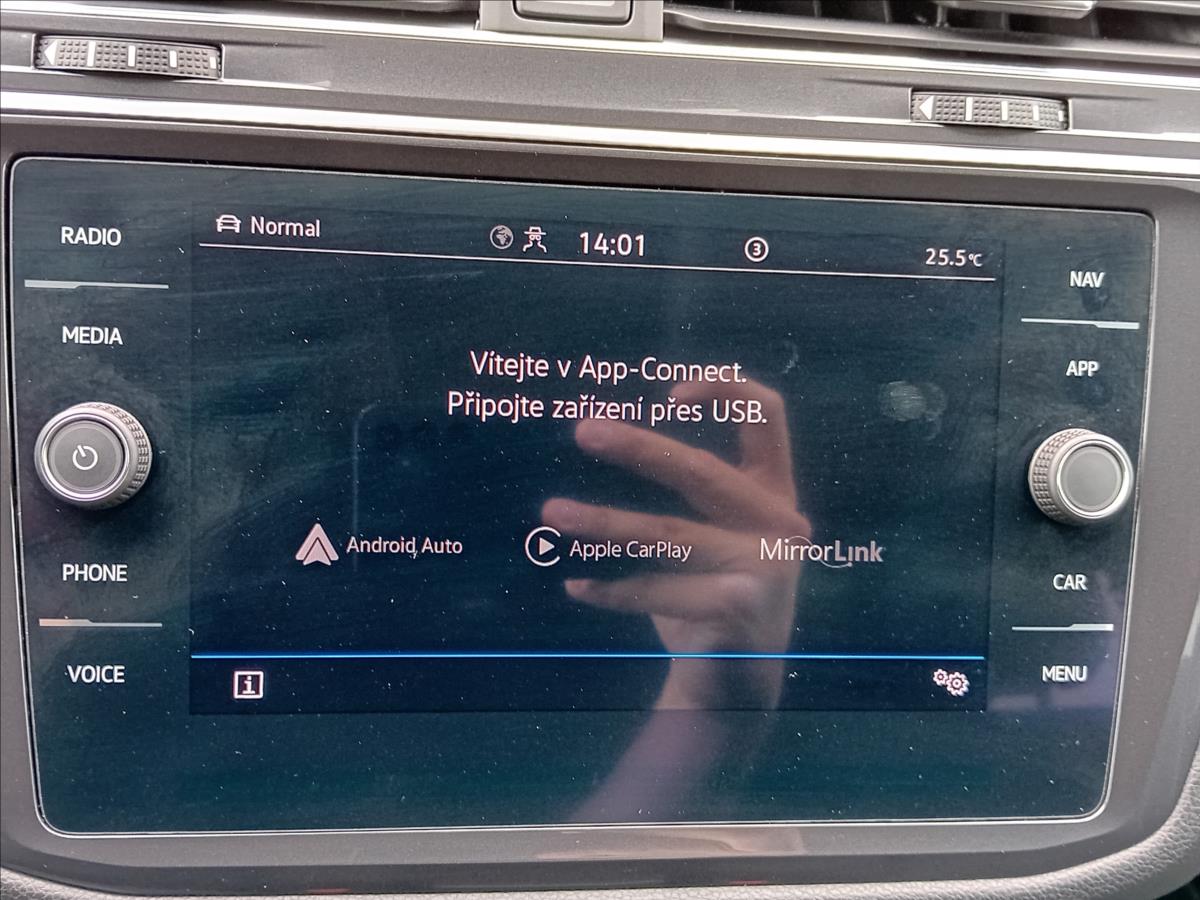 RADIO
MEDIA
PHONE
VOICE
Normal
14:01
3
25.5°C
Vítejte v App-Connect.
Připojte zařízení přes USB.
Android Auto
Apple CarPlay
MirrorLink
i
NAV
APP
CAR
MENU